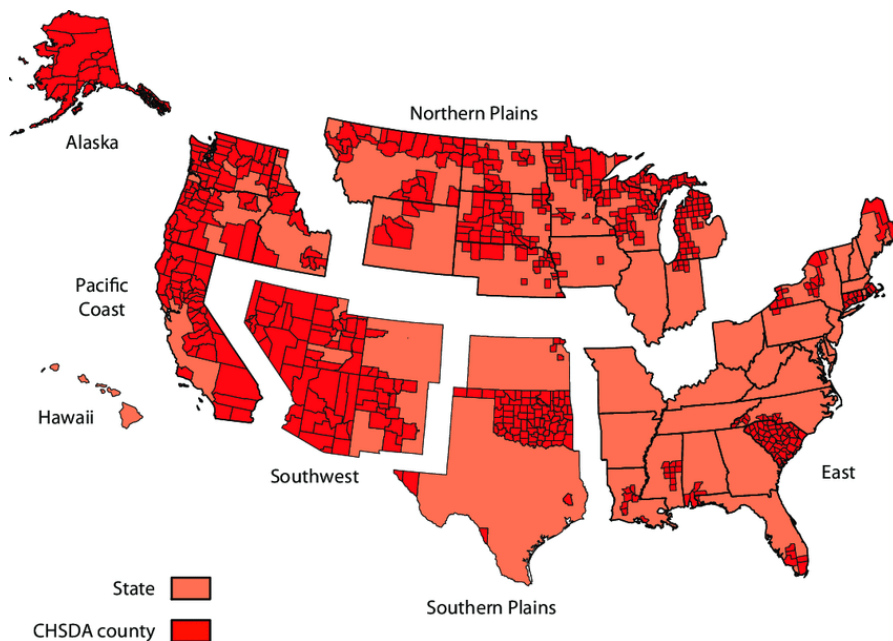 Northern Plains
Alaska
Pacific
Coast
Hawaii
Southwest
East
Southern Plains
State
CHSDA county